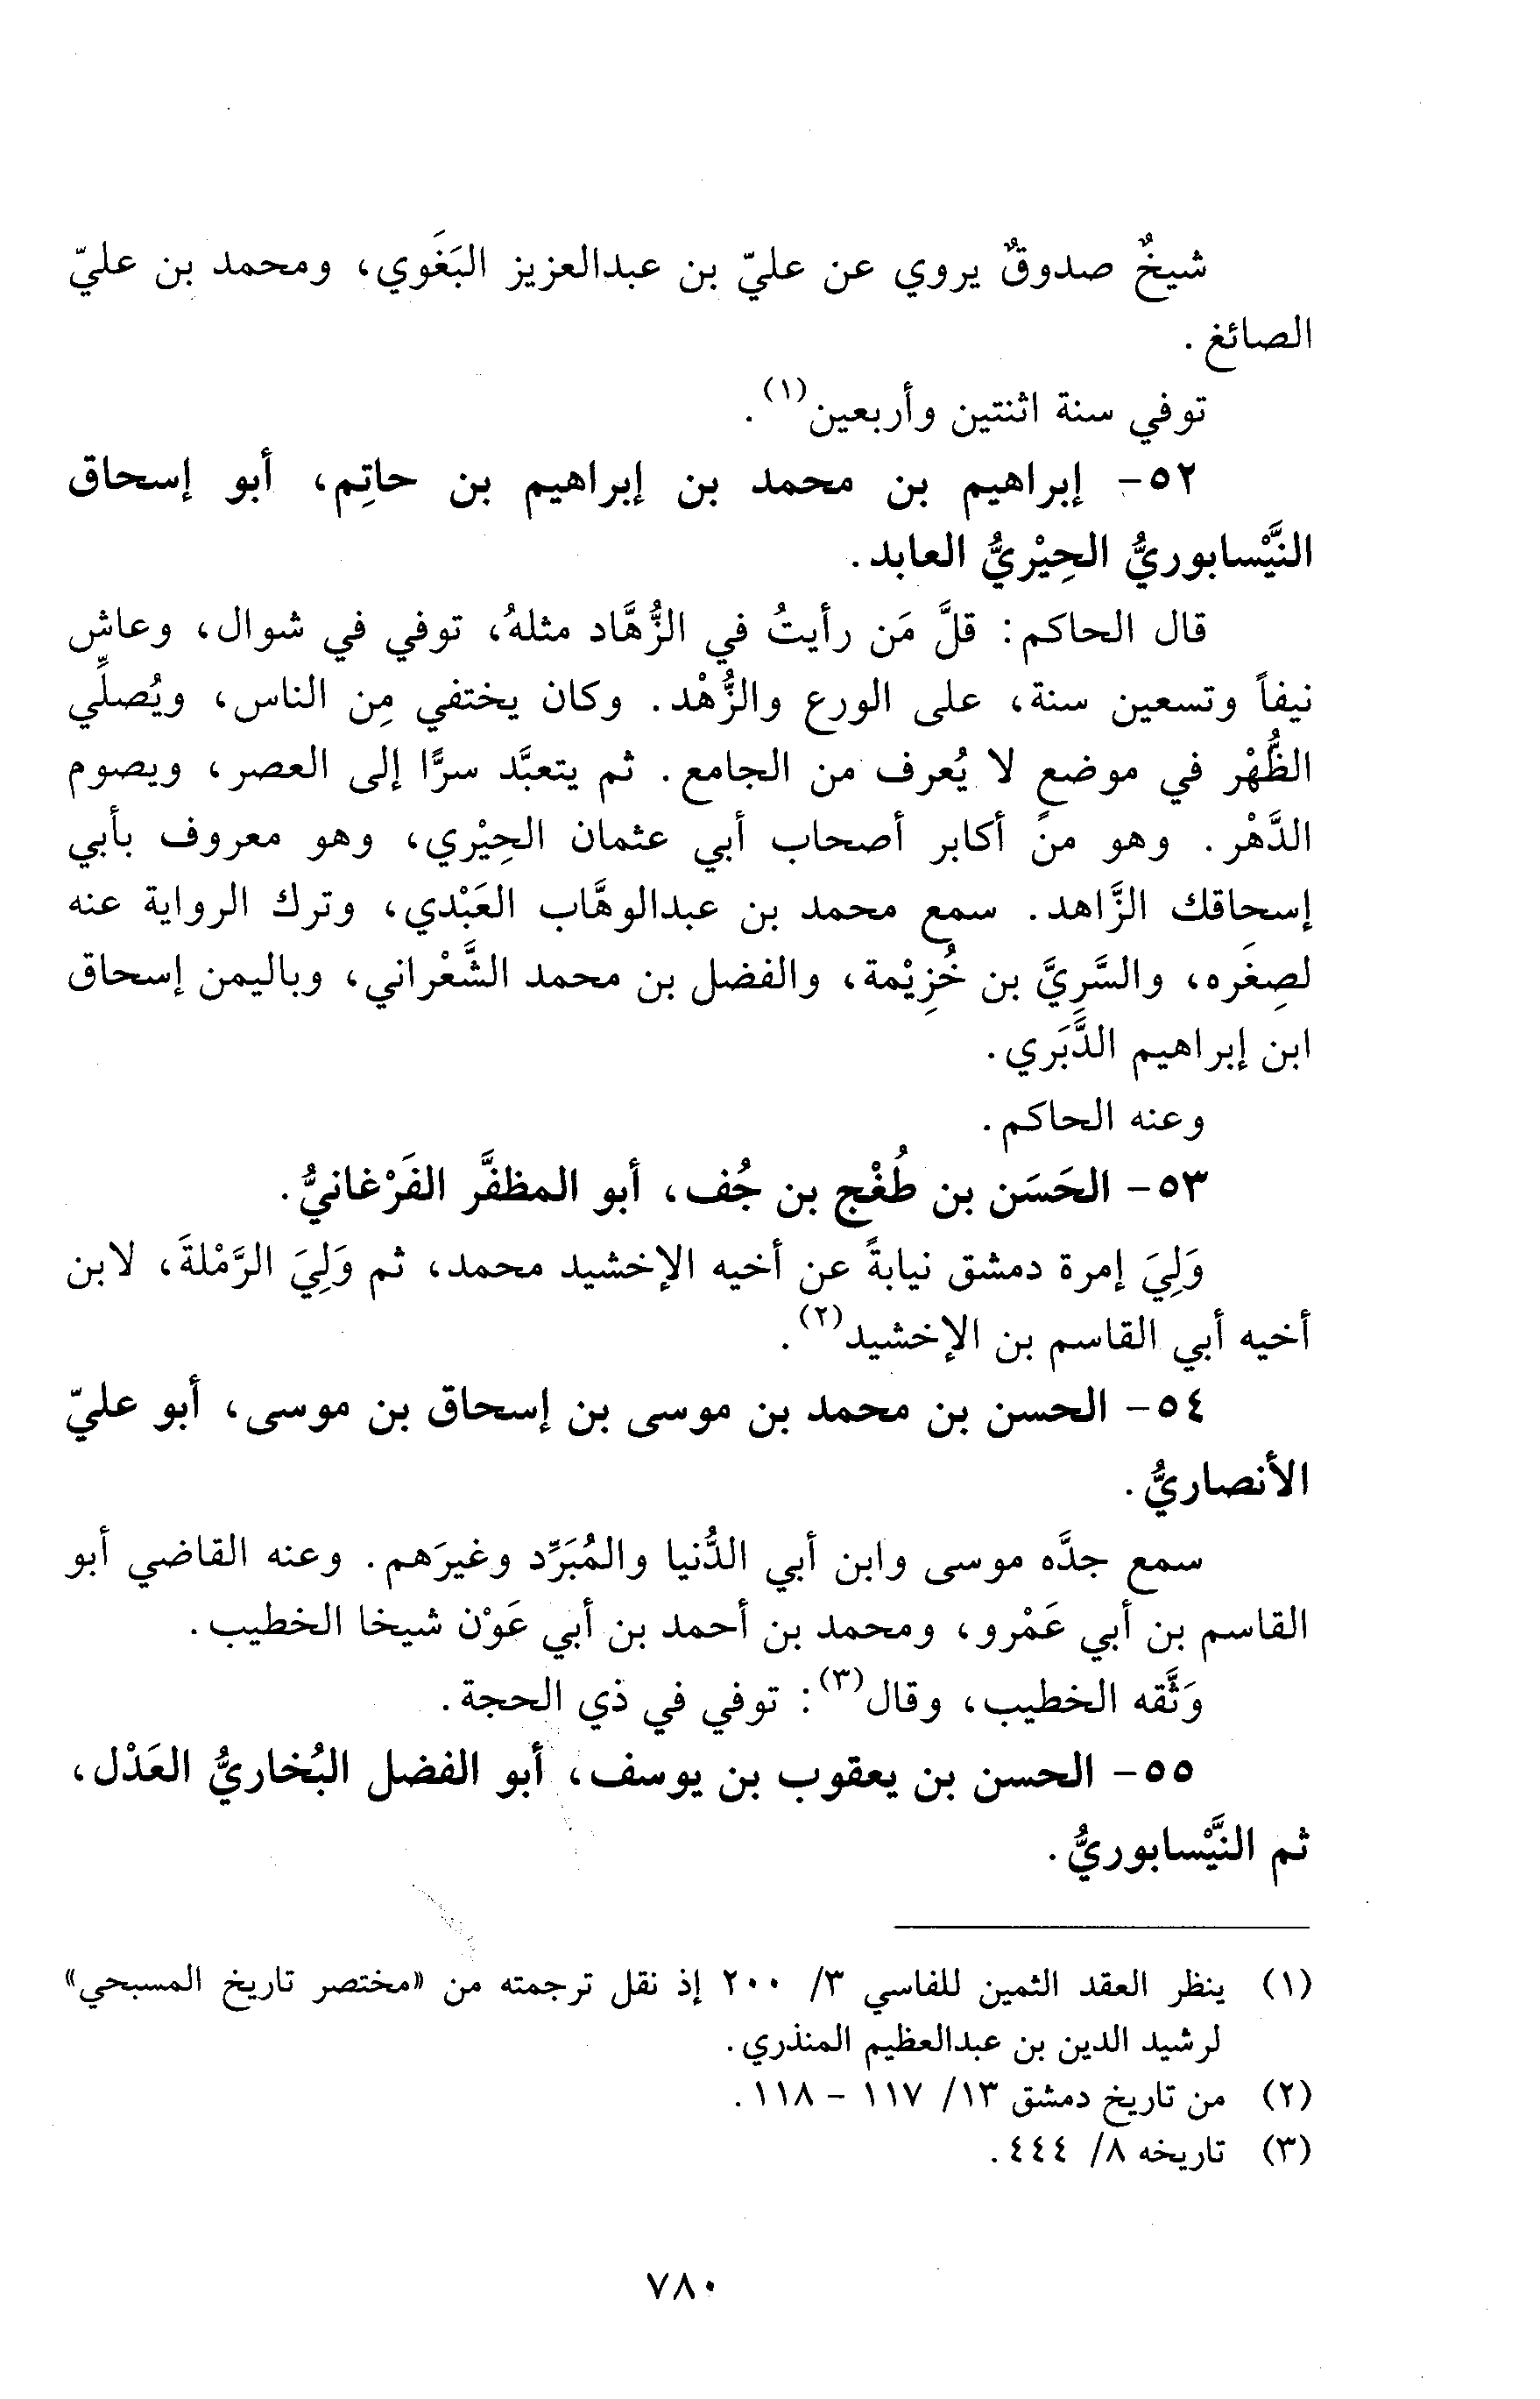 شيخٌ صدوقٌ يروي عن عليّ بن عبدالعزيز البَغَوي، ومحمد بن عليّ
الصائغ.
توفي سنة اثنتين وأربعين(١).
٥٢- إبراهيم بن محمد بن إبراهيم بن حاتِم، أبو إسحاق
النَّيْسابوريُّ الحِيْريُّ العابد.
قال الحاكم: قلَّ مَن رأيتُ في الزُّهَّاد مثلهُ، توفي في شوال، وعاش
نيفاً وتسعين سنة، على الورع والزُّهْد. وكان يختفي مِن الناس، ويُصلِّي
الظُّهْر في موضع لا يُعرف من الجامع. ثم يتعبَّد سرًّا إلى العصر، ويصوم
الدَّهْر. وهو من أكابر أصحاب أبي عثمان الحِيْري، وهو معروف بأبي
إسحاقك الزَّاهد. سمع محمد بن عبدالوهَّاب العَبْدي، وترك الرواية عنه
لصِغَره، والسَّرِيَّ بن خُزِيْمة، والفضل بن محمد الشَّعْراني، وباليمن إسحاق
ابن إبراهيم الدَّبَري.
وعنه الحاكم.
٥٣- الحَسَن بن طُغْج بن جُف، أبو المظفَّر الفَرْغانيُّ.
وَلِيَ إمرة دمشق نيابةً عن أخيه الإخشيد محمد، ثم وَلِيَ الرَّمْلةَ، لابن
أخيه أبي القاسم بن الإخشيد(٢).
٥٤- الحسن بن محمد بن موسى بن إسحاق بن موسى، أبو عليّ
الأنصاريُّ.
سمع جدَّه موسى وابن أبي الدُّنيا والمُبَرِّد وغيرَهم. وعنه القاضي أبو
القاسم بن أبي عَمْرو، ومحمد بن أحمد بن أبي عَوْن شيخا الخطيب.
وَثَّقه الخطيب، وقال(٣): توفي في ذي الحجة.
٥٥- الحسن بن يعقوب بن يوسف، أبو الفضل البُخاريُّ العَدْل،
ثم النَّيْسابوريُّ.
(١) ينظر العقد الثمين للفاسي ٣/ ٢٠٠ إذ نقل ترجمته من «مختصر تاريخ المسبحي»
لرشيد الدين بن عبدالعظيم المنذري.
(٢) من تاريخ دمشق ١٣/ ١١٧ - ١١٨.
(٣) تاريخه ٨/ ٤٤٤.
٧٨٠